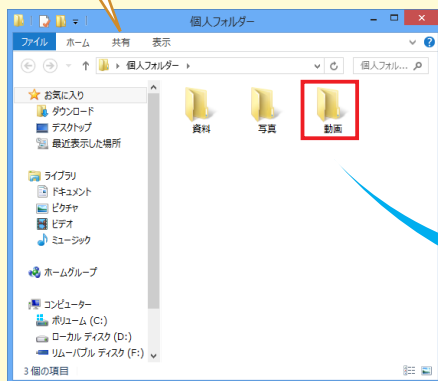 個人フォルダー
ファイル ホーム 共有 表示
個人フォルダー
個人フォル...
お気に入り
ダウンロード
デスクトップ
最近表示した場所
ライブラリ
ドキュメント
ピクチャ
ビデオ
ミュージック
ホームグループ
コンピューター
ボリューム (C:)
ローカル ディスク (D:)
リムーバブル ディスク (F:)
資料 写真 動画
3 個の項目